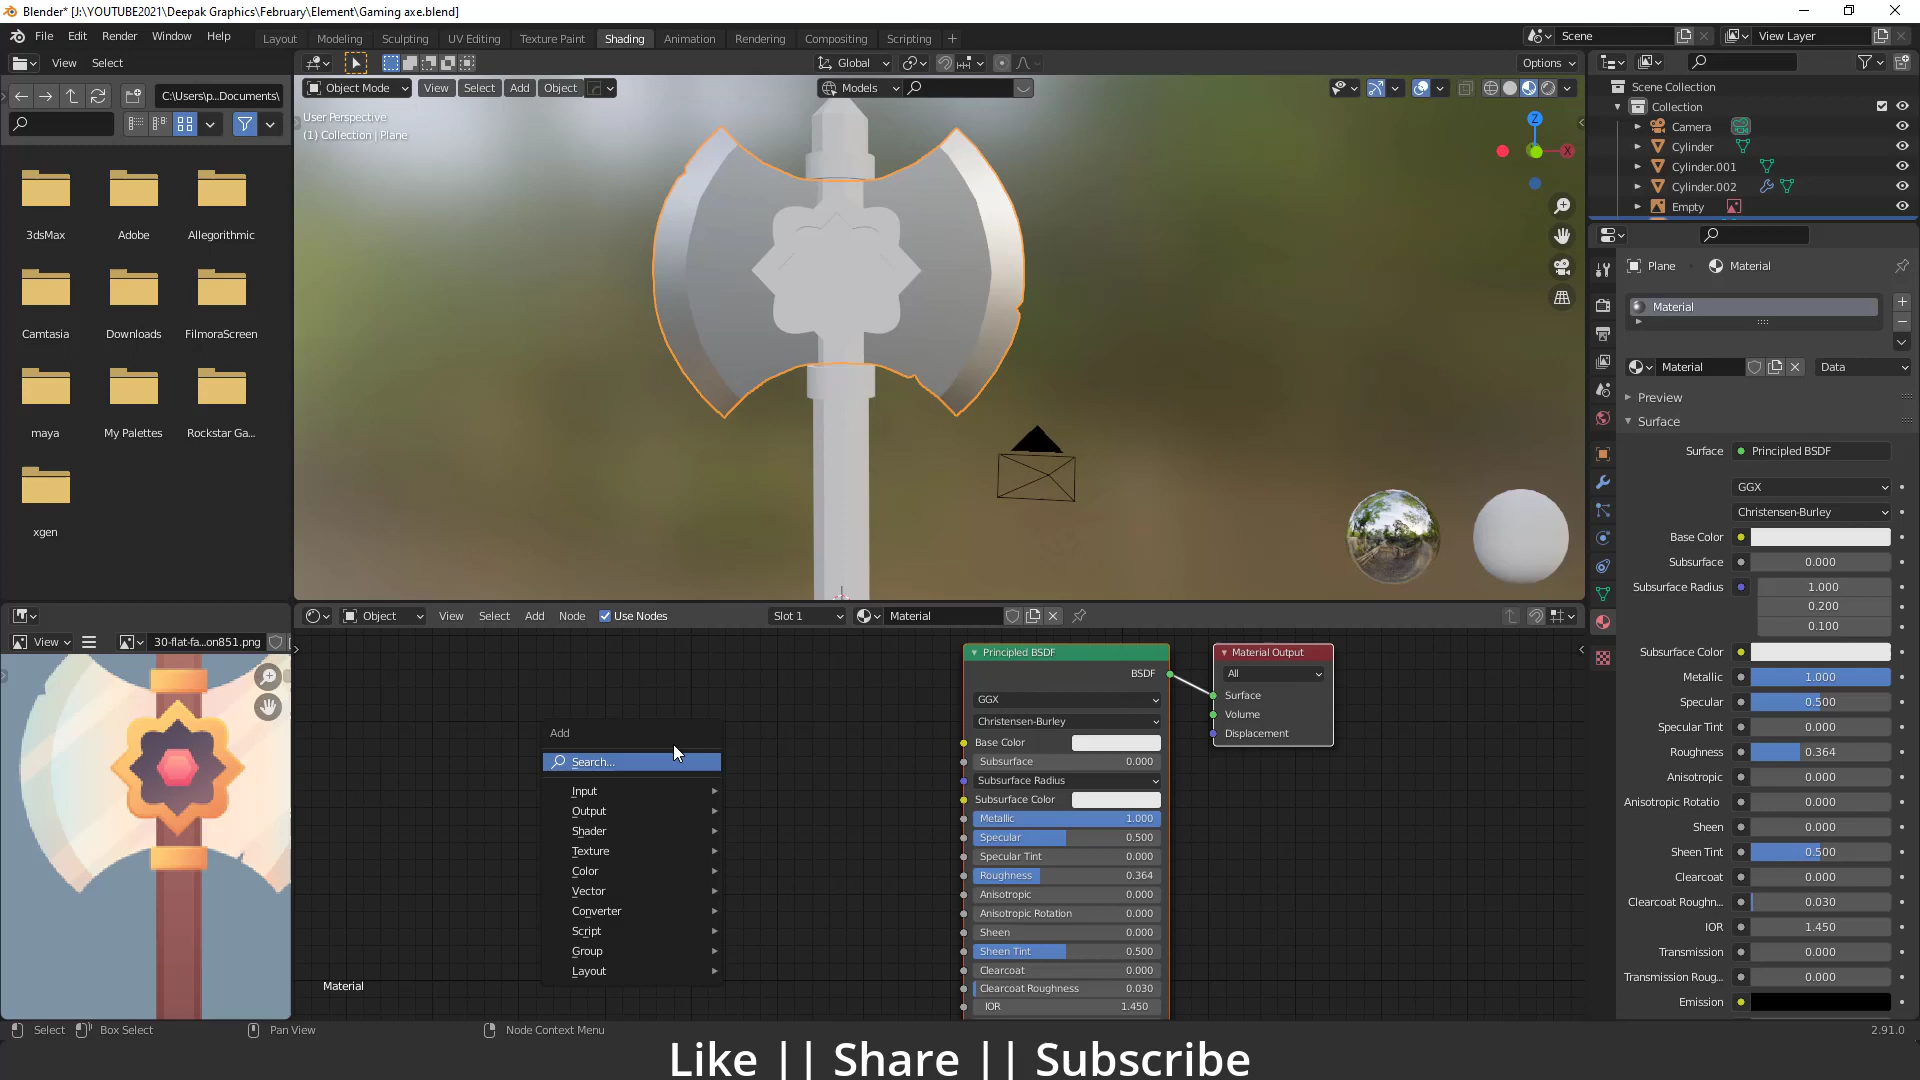 Blender* [J:\YOUTUBE2021\Deepak Graphics\February\Element\Gaming axe.blend]
File Edit Render Window Help Layout Modeling Sculpting UV Editing Texture Paint Shading Animation Rendering Compositing Scripting Scene View Layer
View Select Global Options
C:\Users\p...Documents\
Object Mode View Select Add Object Models
User Perspective
(1) Collection | Plane
Z
X
3dsMax Adobe Allegorithmic
Camtasia Downloads FilmoraScreen
maya My Palettes Rockstar Ga...
xgen
Scene Collection
Collection
Camera
Cylinder
Cylinder.001
Cylinder.002
Empty
Plane Material
Material
Material Data
Preview
Surface
Surface Principled BSDF
GGX
Christensen-Burley
Base Color
Subsurface 0.000
Subsurface Radius 1.000
0.200
0.100
Subsurface Color
Metallic 1.000
Specular 0.500
Specular Tint 0.000
Roughness 0.364
Anisotropic 0.000
Anisotropic Rotatio 0.000
Sheen 0.000
Sheen Tint 0.500
Clearcoat 0.000
Clearcoat Roughn... 0.030
IOR 1.450
Transmission 0.000
Transmission Roug... 0.000
Emission
View 30-flat-fa...on851.png
Object View Select Add Node Use Nodes Slot 1 Material
Add
Search...
Input
Output
Shader
Texture
Color
Vector
Converter
Script
Group
Layout
Material
Principled BSDF
BSDF
GGX
Christensen-Burley
Base Color
Subsurface 0.000
Subsurface Radius
Subsurface Color
Metallic 1.000
Specular 0.500
Specular Tint 0.000
Roughness 0.364
Anisotropic 0.000
Anisotropic Rotation 0.000
Sheen 0.000
Sheen Tint 0.500
Clearcoat 0.000
Clearcoat Roughness 0.030
IOR 1.450
Material Output
All
Surface
Volume
Displacement
Select Box Select Pan View Node Context Menu 2.91.0
Like || Share || Subscribe